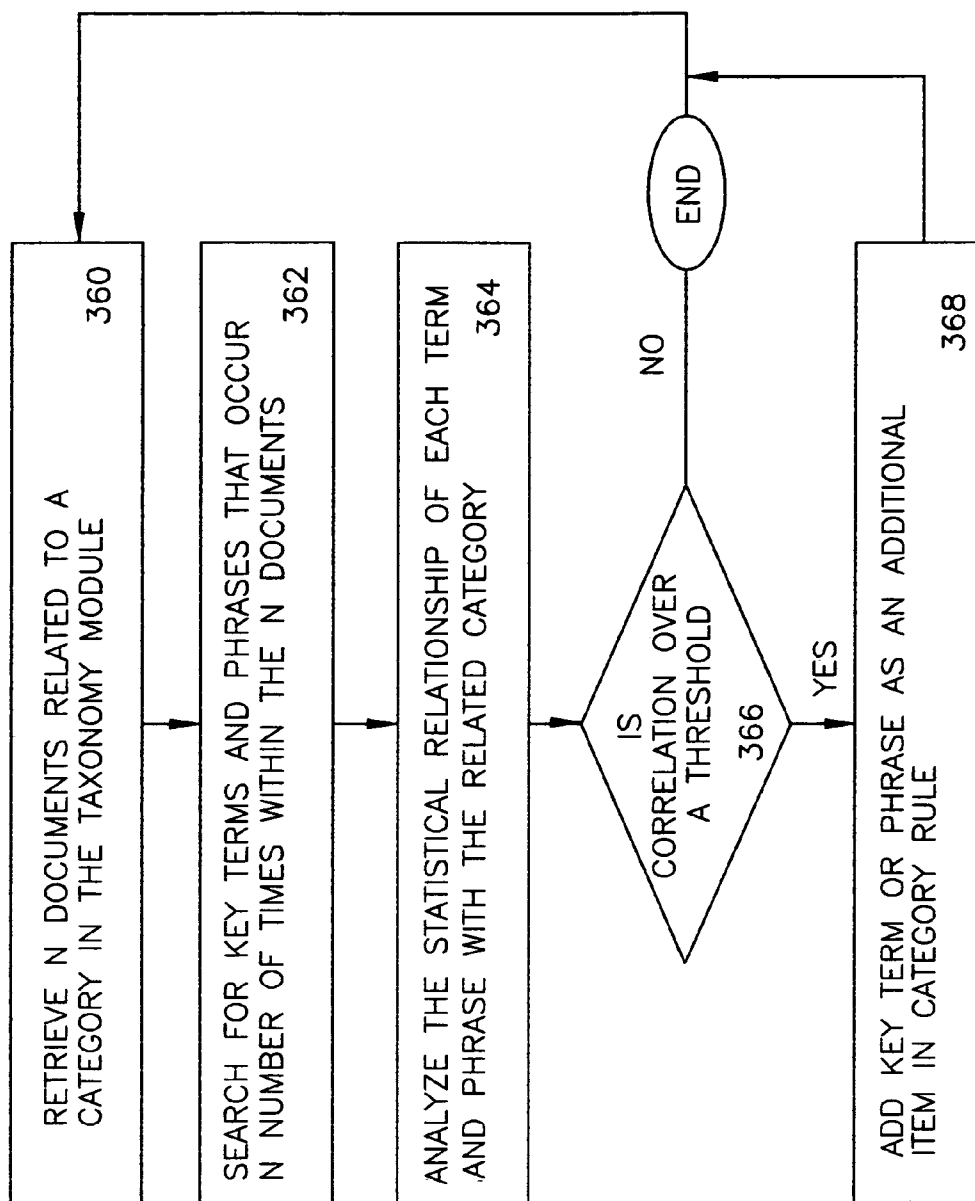 RETRIEVE N DOCUMENTS RELATED TO A
CATEGORY IN THE TAXONOMY MODULE
360
SEARCH FOR KEY TERMS AND PHRASES THAT OCCUR
N NUMBER OF TIMES WITHIN THE N DOCUMENTS
362
ANALYZE THE STATISTICAL RELATIONSHIP OF EACH TERM
AND PHRASE WITH THE RELATED CATEGORY
364
IS
CORRELATION OVER
A THRESHOLD
366
NO
END
YES
ADD KEY TERM OR PHRASE AS AN ADDITIONAL
ITEM IN CATEGORY RULE
368